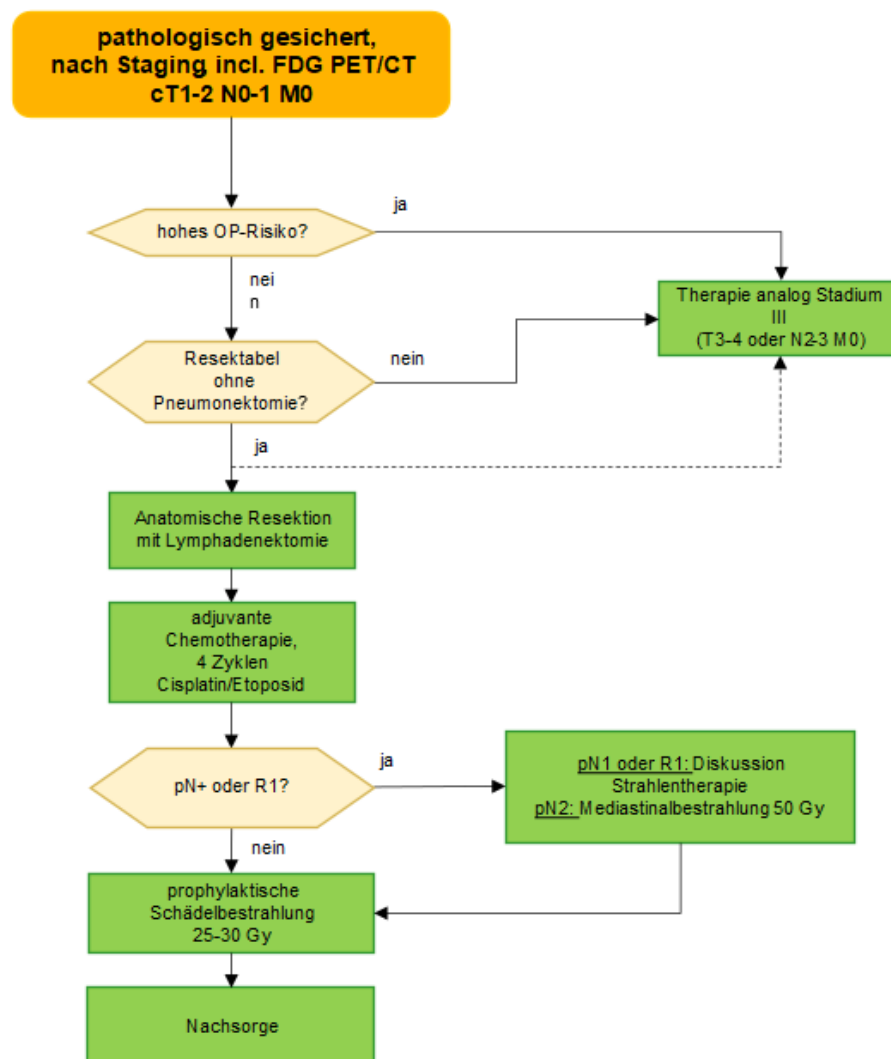 pathologisch gesichert,
nach Staging, incl. FDG PET/CT
cT1-2 N0-1 M0
ja
hohes OP-Risiko?
nei
n
Therapie analog Stadium
III
(T3-4 oder N2-3 M0)
Resektabel
ohne
Pneumonektomie?
nein
ja
Anatomische Resektion
mit Lymphadenektomie
adjuvante
Chemotherapie,
4 Zyklen
Cisplatin/Etoposid
pN+ oder R1?
ja
pN1 oder R1: Diskussion
Strahlentherapie
pN2: Mediastinalbestrahlung 50 Gy
nein
prophylaktische
Schädelbestrahlung
25-30 Gy
Nachsorge